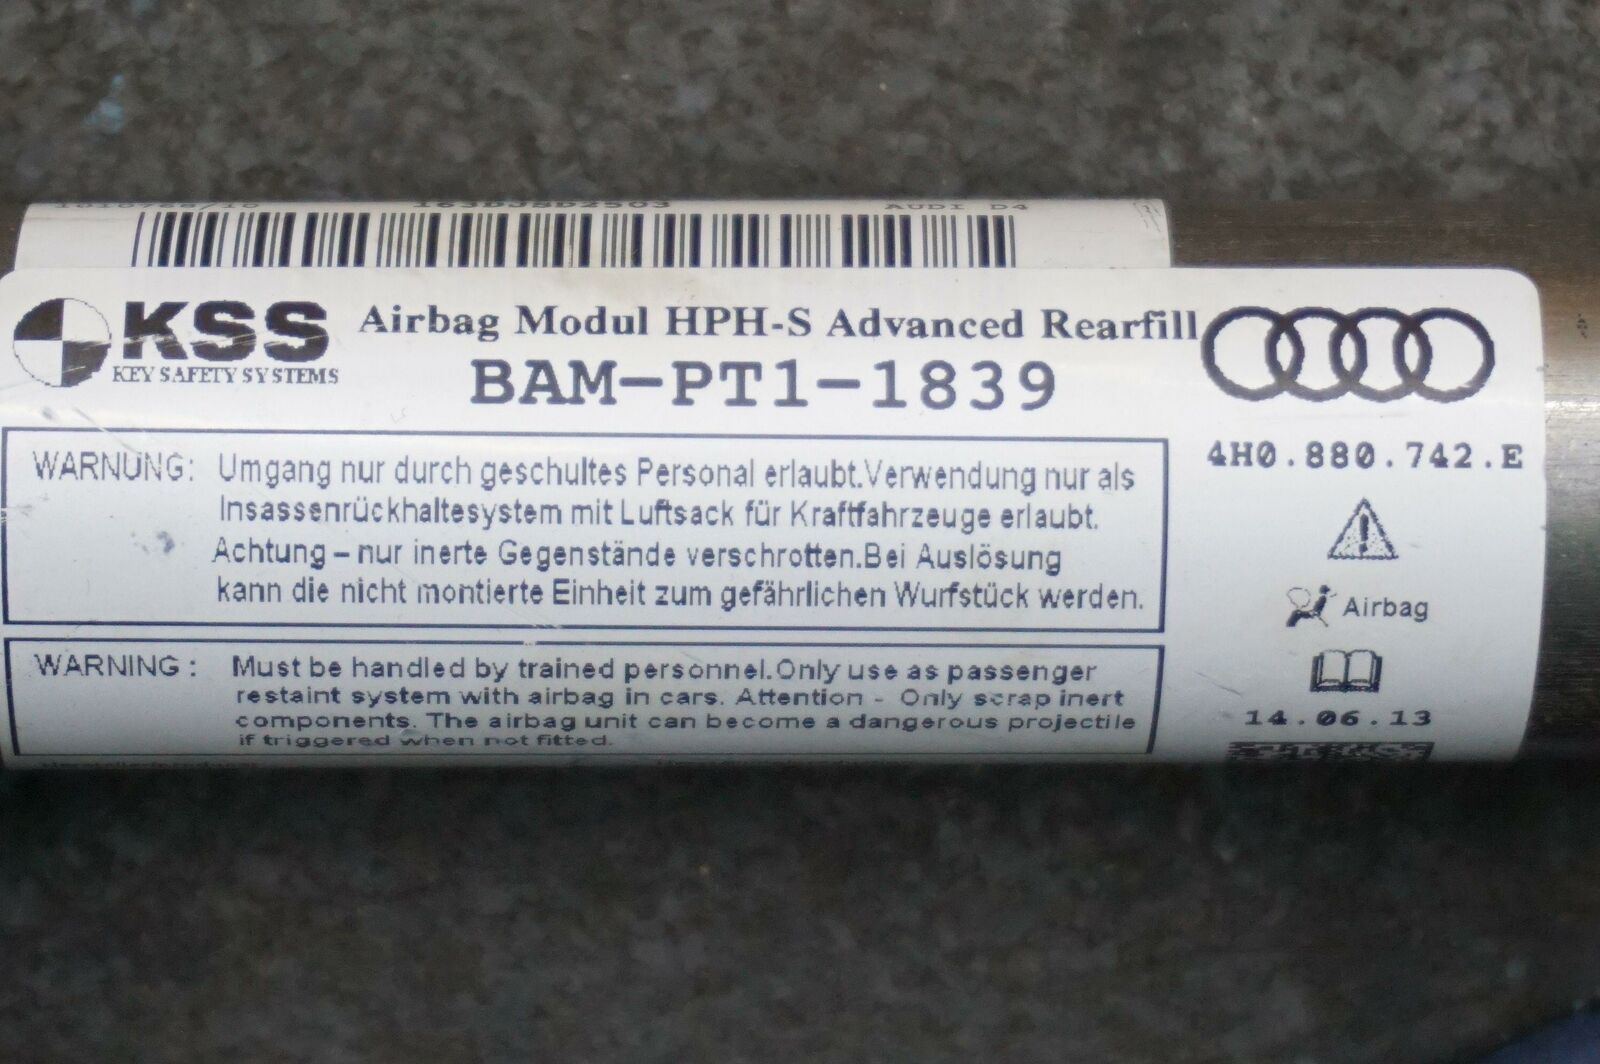 163DJSD2503 AUDI D4
KSS
KEY SAFETY SYSTEMS
Airbag Modul HPH-S Advanced Rearfill
BAM-PT1-1839
4H0.880.742.E
WARNUNG: Umgang nur durch geschultes Personal erlaubt.Verwendung nur als
Insassenrückhaltesystem mit Luftsack für Kraftfahrzeuge erlaubt.
Achtung – nur inerte Gegenstände verschrotten.Bei Auslösung
kann die nicht montierte Einheit zum gefährlichen Wurfstück werden.
Airbag
WARNING : Must be handled by trained personnel.Only use as passenger
restaint system with airbag in cars. Attention - Only scrap inert
components. The airbag unit can become a dangerous projectile
if triggered when not fitted.
14.06.13